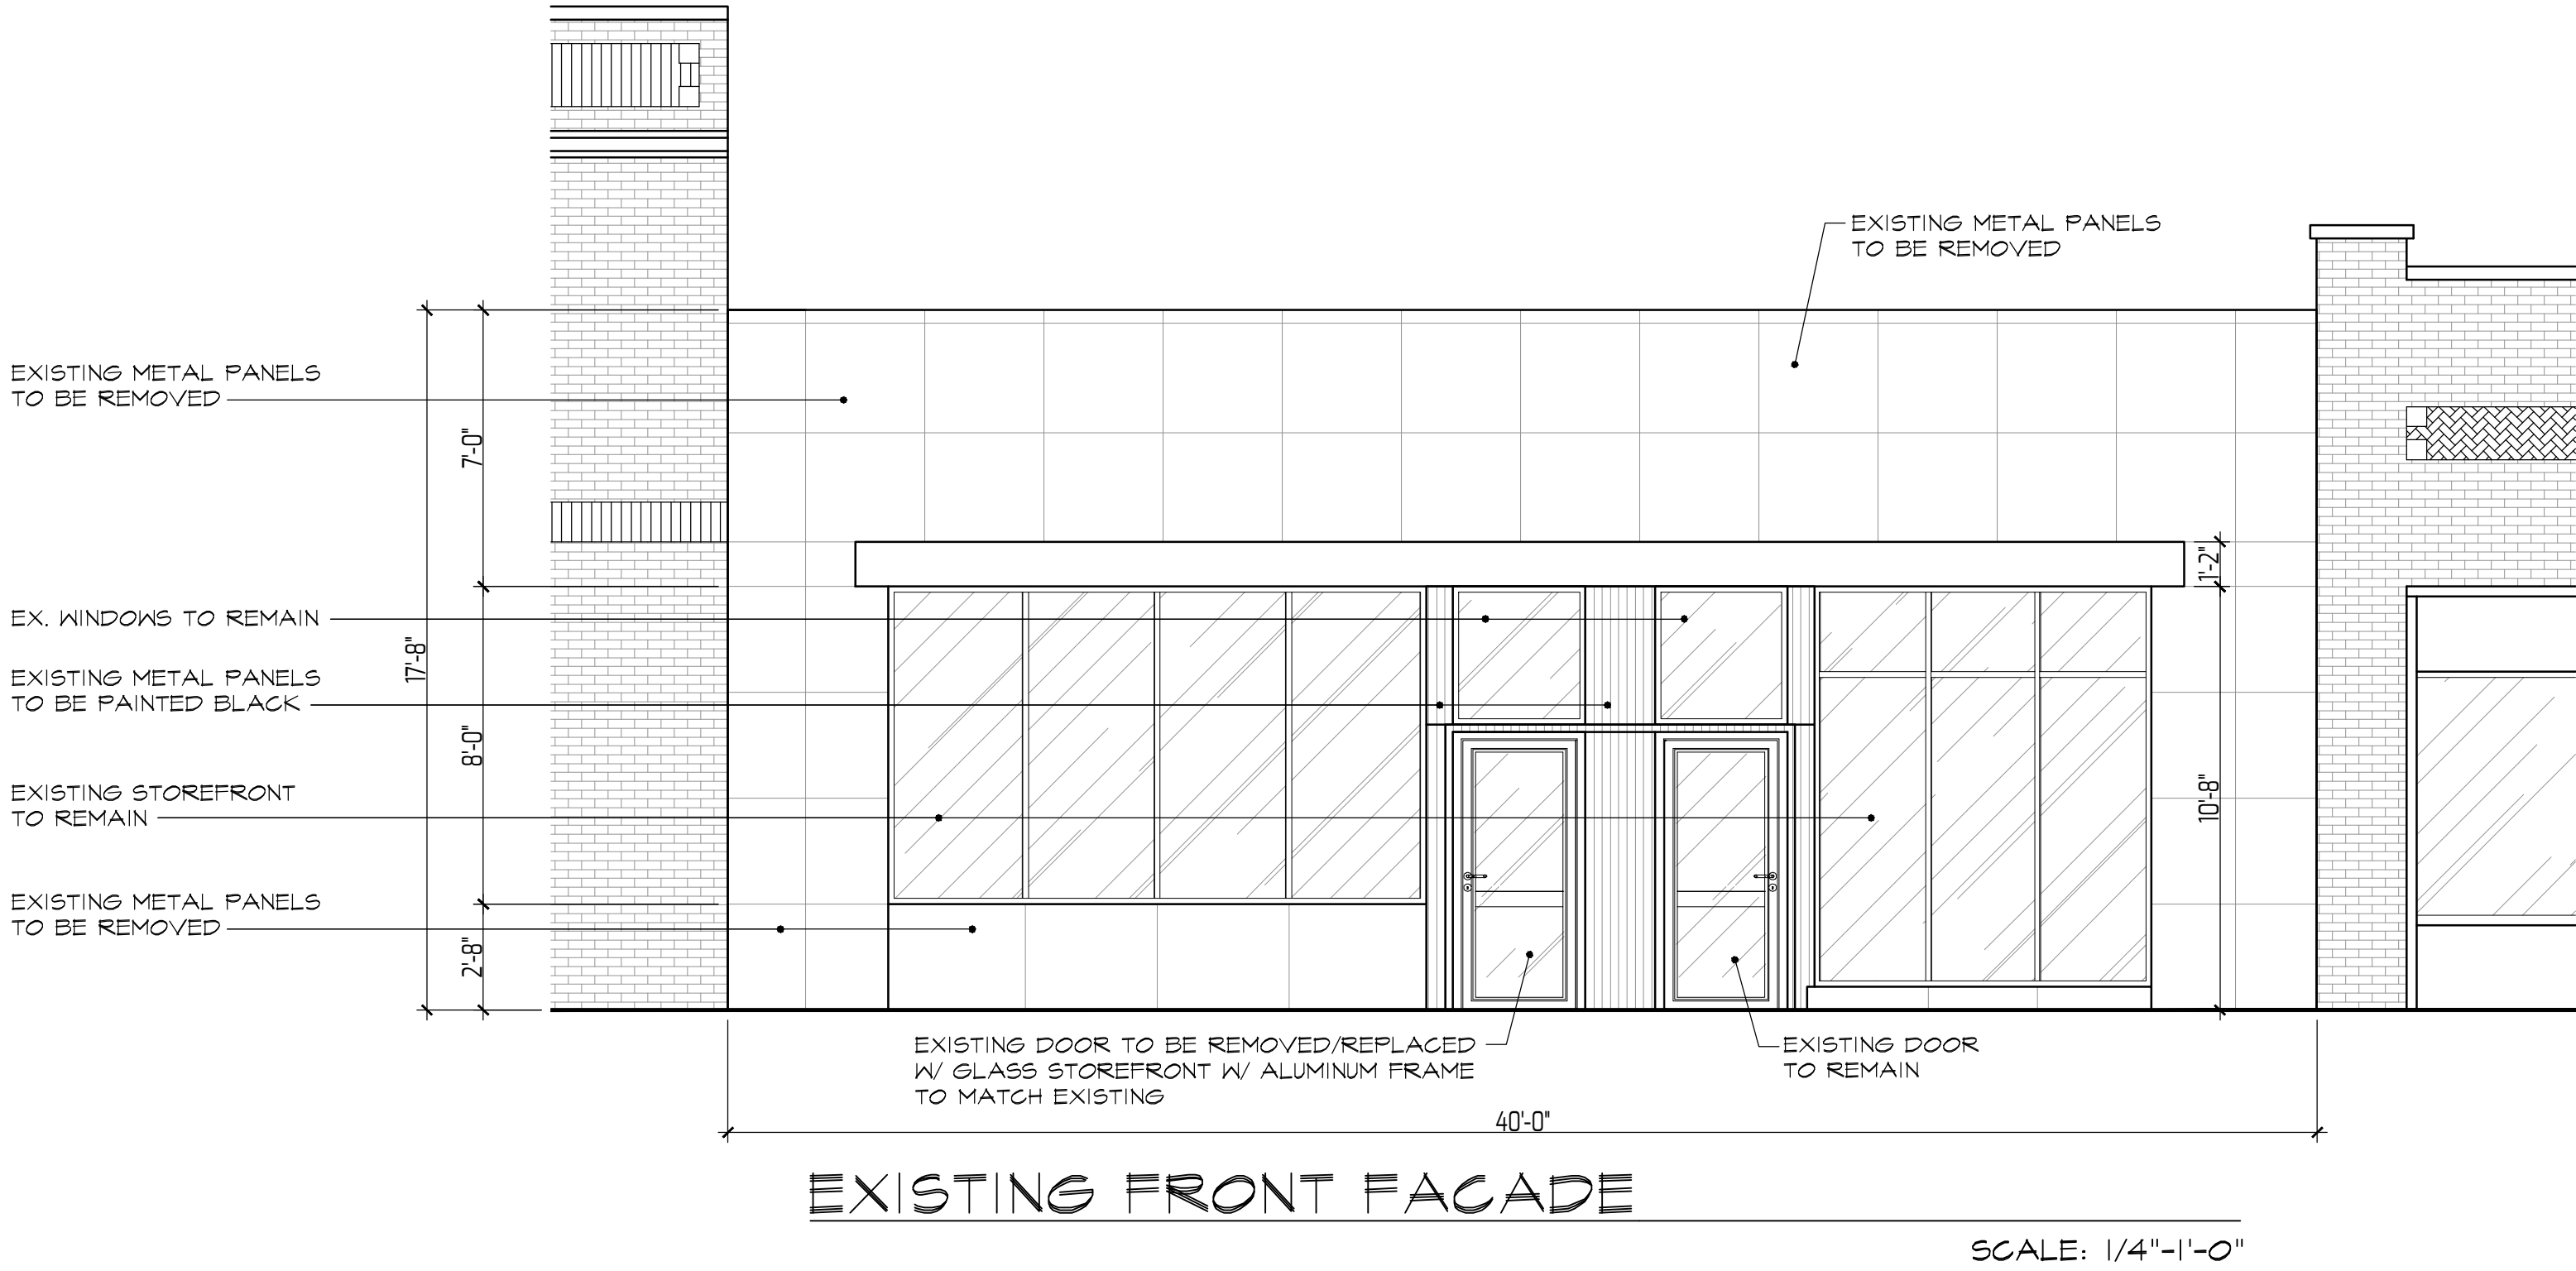 EXISTING METAL PANELS
TO BE REMOVED
EXISTING METAL PANELS
TO BE REMOVED
7'-0"
1'-2"
EX. WINDOWS TO REMAIN
17'-8"
EXISTING METAL PANELS
TO BE PAINTED BLACK
8'-0"
EXISTING STOREFRONT
TO REMAIN
10'-8"
EXISTING METAL PANELS
TO BE REMOVED
2'-8"
EXISTING DOOR TO BE REMOVED/REPLACED
W/ GLASS STOREFRONT W/ ALUMINUM FRAME
TO MATCH EXISTING
EXISTING DOOR
TO REMAIN
40'-0"
EXISTING FRONT FACADE
SCALE: 1/4"-1'-0"